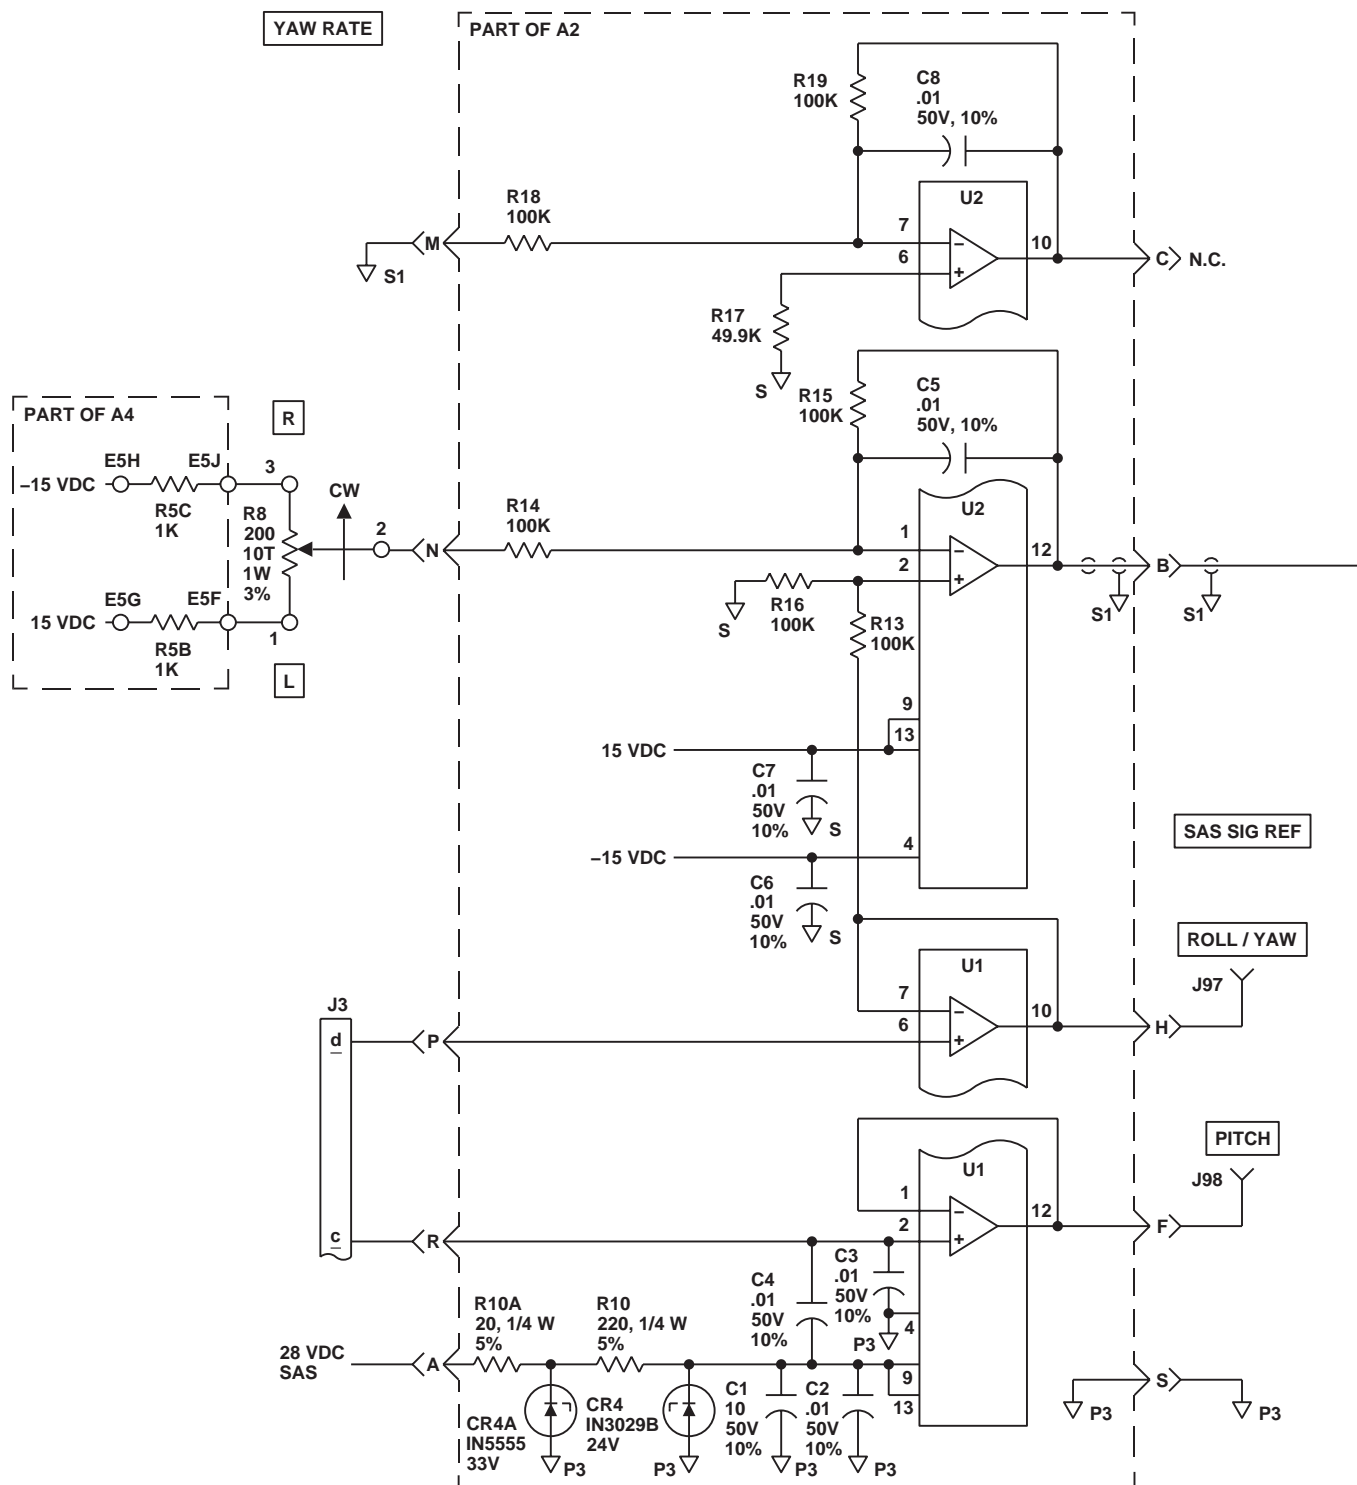 YAW RATE
PART OF A2
R19
100K
C8
.01
50V, 10%
R18
100K
U2
7
6
10
M
S1
C
N.C.
R17
49.9K
S
R15
100K
C5
.01
50V, 10%
PART OF A4
R
E5H
E5J
3
–15 VDC
R5C
1K
CW
R8
200
10T
1W
3%
2
N
R14
100K
U2
1
2
12
B
S1
S1
E5G
E5F
15 VDC
R5B
1K
1
L
S
R16
100K
R13
100K
9
13
15 VDC
C7
.01
50V
10%
S
–15 VDC
4
C6
.01
50V
10%
S
SAS SIG REF
ROLL / YAW
J97
U1
7
6
10
H
J3
d
P
PITCH
J98
U1
1
2
12
F
c
R
C4
.01
50V
10%
C3
.01
50V
10%
4
P3
28 VDC
SAS
A
R10A
20, 1/4 W
5%
R10
220, 1/4 W
5%
9
13
CR4A
IN5555
33V
P3
CR4
IN3029B
24V
P3
C1
10
50V
10%
P3
C2
.01
50V
10%
P3
S
P3
P3